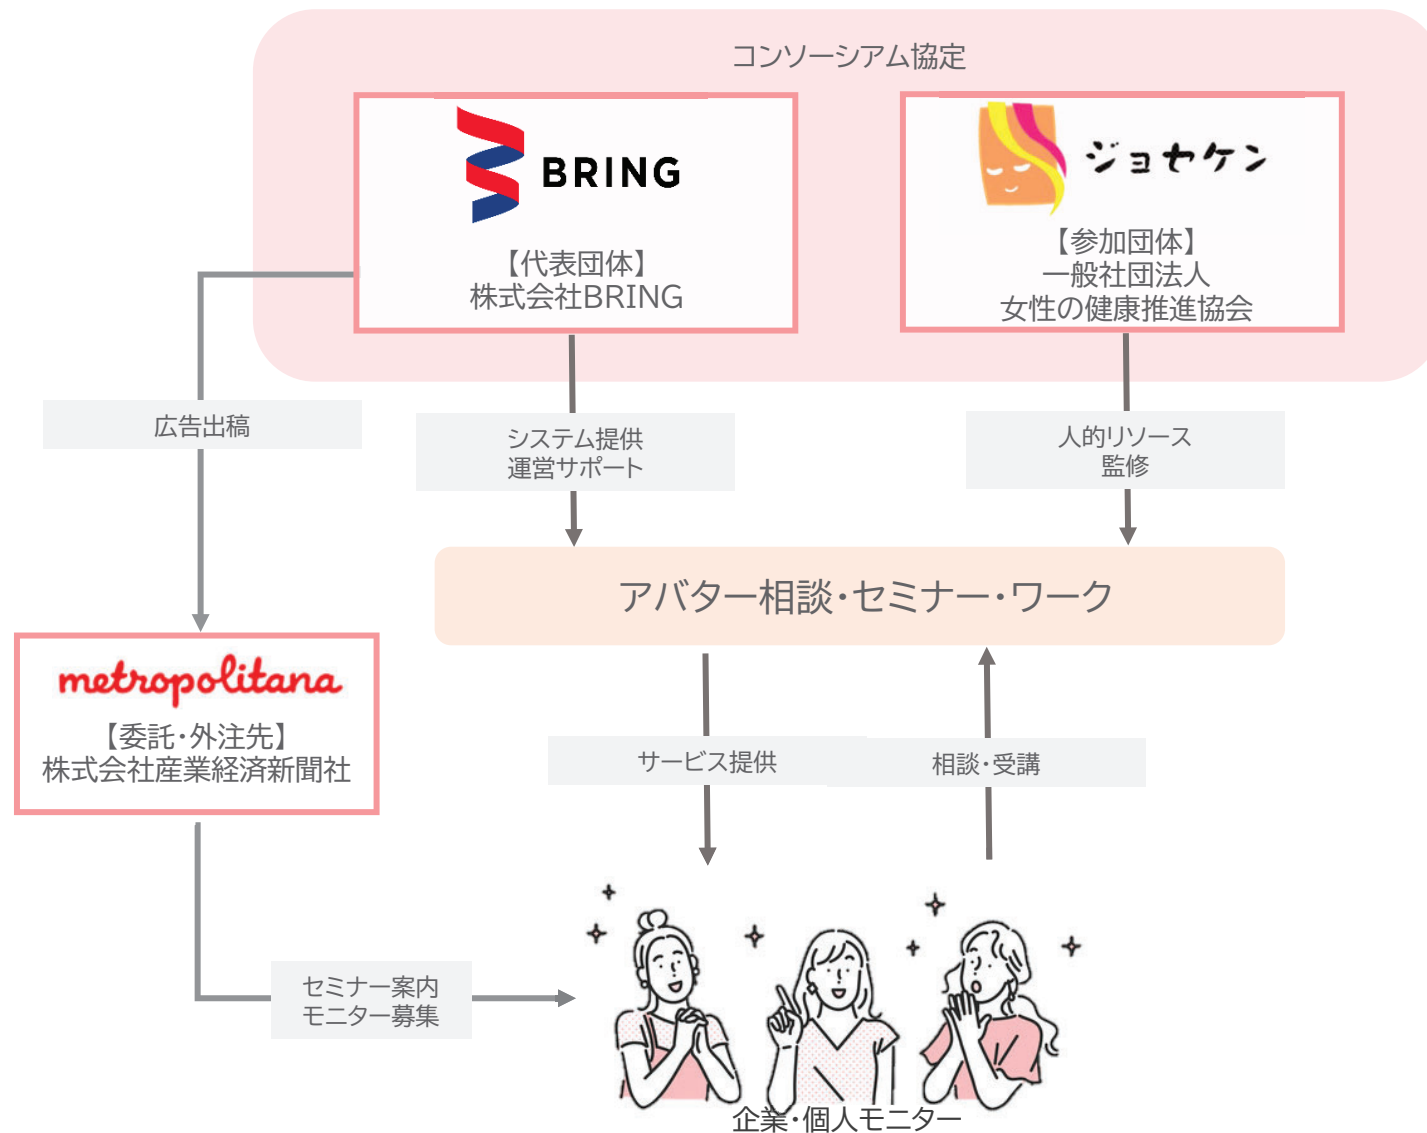 コンソーシアム協定
BRING
【代表団体】
株式会社BRING
ジョセケン
【参加団体】
一般社団法人
女性の健康推進協会
広告出稿
システム提供
運営サポート
人的リソース
監修
アバター相談・セミナー・ワーク
metropolitana
【委託・外注先】
株式会社産業経済新聞社
サービス提供
相談・受講
セミナー案内
モニター募集
企業・個人モニター